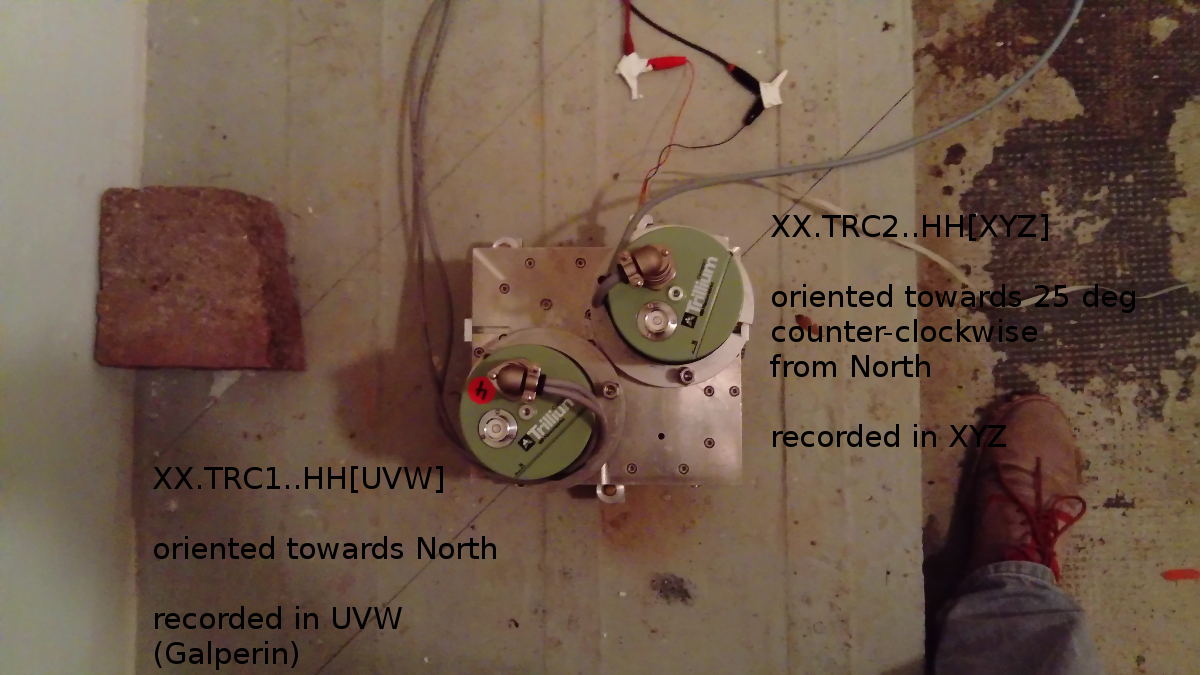 XX.TRC2..HH[XYZ]
oriented towards 25 deg
counter-clockwise
from North
recorded in XYZ
Trillium
4
Trillium
XX.TRC1..HH[UVW]
oriented towards North
recorded in UVW
(Galperin)